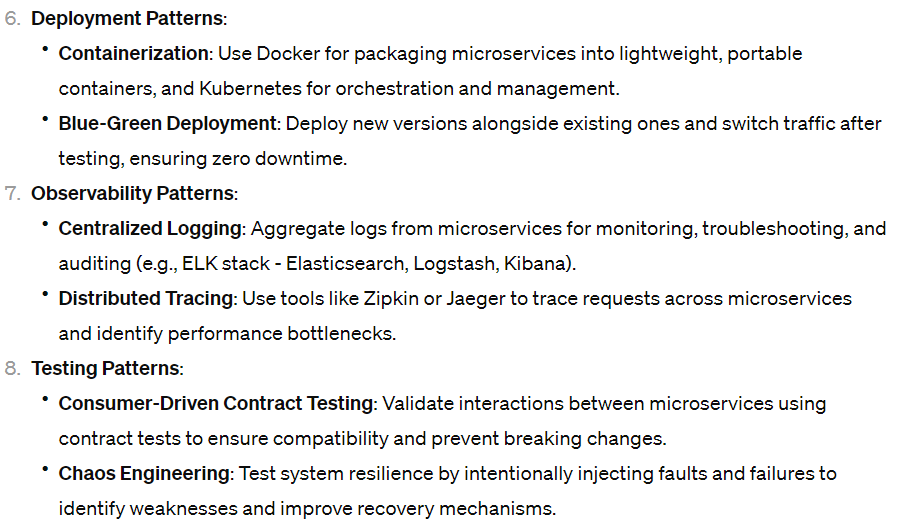 6. Deployment Patterns:
• Containerization: Use Docker for packaging microservices into lightweight, portable
containers, and Kubernetes for orchestration and management.
• Blue-Green Deployment: Deploy new versions alongside existing ones and switch traffic after
testing, ensuring zero downtime.
7. Observability Patterns:
• Centralized Logging: Aggregate logs from microservices for monitoring, troubleshooting, and
auditing (e.g., ELK stack - Elasticsearch, Logstash, Kibana).
• Distributed Tracing: Use tools like Zipkin or Jaeger to trace requests across microservices
and identify performance bottlenecks.
8. Testing Patterns:
• Consumer-Driven Contract Testing: Validate interactions between microservices using
contract tests to ensure compatibility and prevent breaking changes.
• Chaos Engineering: Test system resilience by intentionally injecting faults and failures to
identify weaknesses and improve recovery mechanisms.